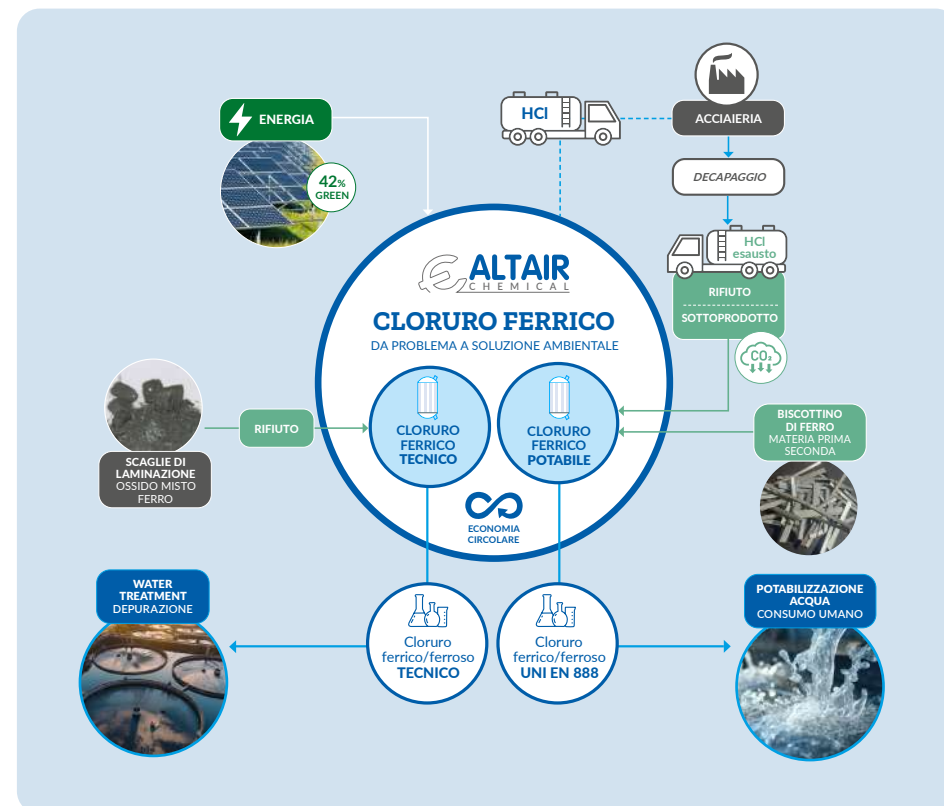 HCl
ACCIAIERIA
ENERGIA
42%
GREEN
DECAPAGGIO
HCl
esausto
RIFIUTO
SOTTOPRODOTTO
CO₂
ALTAIR
CHEMICAL
CLORURO FERRICO
DA PROBLEMA A SOLUZIONE AMBIENTALE
CLORURO
FERRICO
TECNICO
CLORURO
FERRICO
POTABILE
RIFIUTO
SCAGLIE DI
LAMINAZIONE
OSSIDO MISTO
FERRO
BISCOTTINO
DI FERRO
MATERIA PRIMA
SECONDA
ECONOMIA
CIRCOLARE
WATER
TREATMENT
DEPURAZIONE
Cloruro
ferrico/ferroso
TECNICO
Cloruro
ferrico/ferroso
UNI EN 888
POTABILIZZAZIONE
ACQUA
CONSUMO UMANO